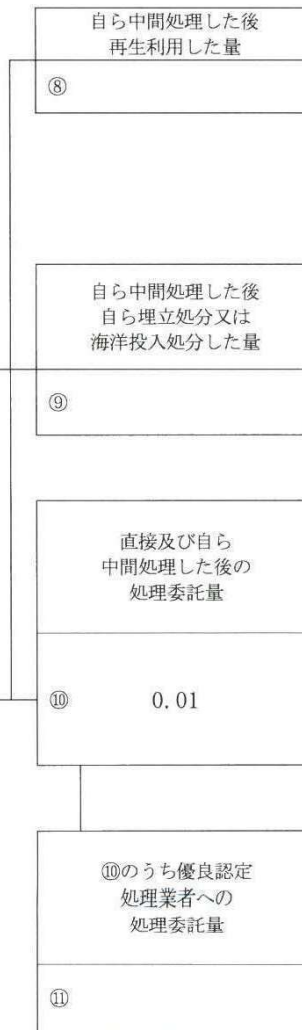 自ら中間処理した後
再生利用した量
⑧
自ら中間処理した後
自ら埋立処分又は
海洋投入処分した量
⑨
直接及び自ら
中間処理した後の
処理委託量
⑩ 0.01
⑩のうち優良認定
処理業者への
処理委託量
⑪